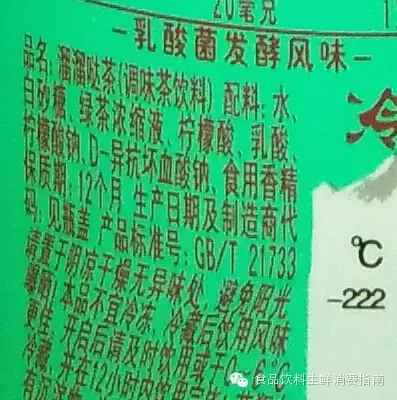 20毫克
-乳酸菌发酵风味-
品名: 溜溜哒茶(调味茶饮料) 配料: 水、
白砂糖、绿茶浓缩液、柠檬酸、乳酸、
柠檬酸钠、D-异抗坏血酸钠、食用香精
保质期: 12个月 生产日期及制造商代
码: 见瓶盖 产品标准号: GB/T 21733
请置于阴凉干燥无异味处, 避免阳光
曝晒! 本品不宜冷冻, 冷藏后饮用风味
更佳, 开启后请及时饮用或于0
冷藏, 并在12小时内饮用完毕
冷
℃
-222
食品饮料生鲜消费指南